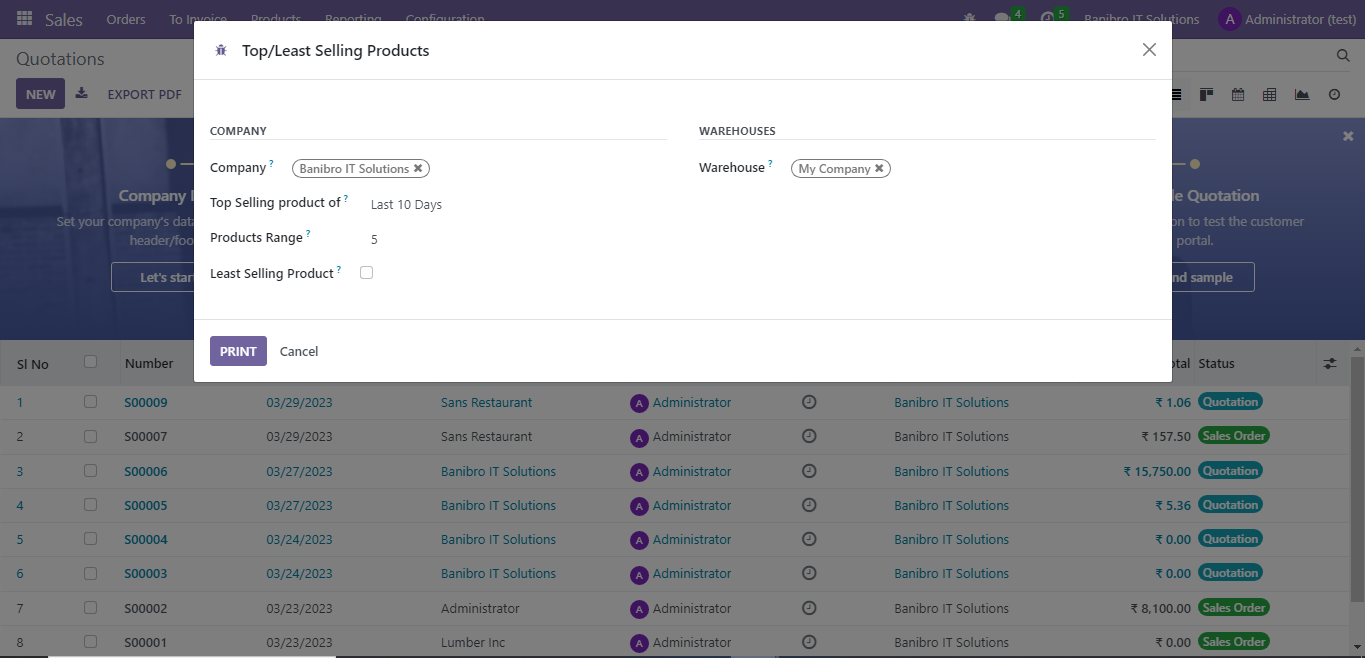 Sales Orders To Invoice Products Reporting Configuration 4 5 Banibro IT Solutions A Administrator (test)
Quotations
NEW EXPORT PDF
Top/Least Selling Products
COMPANY
Company ? Banibro IT Solutions ✖
Top Selling product of ? Last 10 Days
Products Range ? 5
Least Selling Product ?
WAREHOUSES
Warehouse ? My Company ✖
PRINT Cancel
Company
Set your company's data
header/foo
Let's start
le Quotation
on to test the customer
portal.
nd sample
Sl No Number otal Status
1 S00009 03/29/2023 Sans Restaurant A Administrator Banibro IT Solutions ₹ 1.06 Quotation
2 S00007 03/29/2023 Sans Restaurant A Administrator Banibro IT Solutions ₹ 157.50 Sales Order
3 S00006 03/27/2023 Banibro IT Solutions A Administrator Banibro IT Solutions ₹ 15,750.00 Quotation
4 S00005 03/27/2023 Banibro IT Solutions A Administrator Banibro IT Solutions ₹ 5.36 Quotation
5 S00004 03/24/2023 Banibro IT Solutions A Administrator Banibro IT Solutions ₹ 0.00 Quotation
6 S00003 03/24/2023 Banibro IT Solutions A Administrator Banibro IT Solutions ₹ 0.00 Quotation
7 S00002 03/23/2023 Administrator A Administrator Banibro IT Solutions ₹ 8,100.00 Sales Order
8 S00001 03/23/2023 Lumber Inc A Administrator Banibro IT Solutions ₹ 0.00 Sales Order